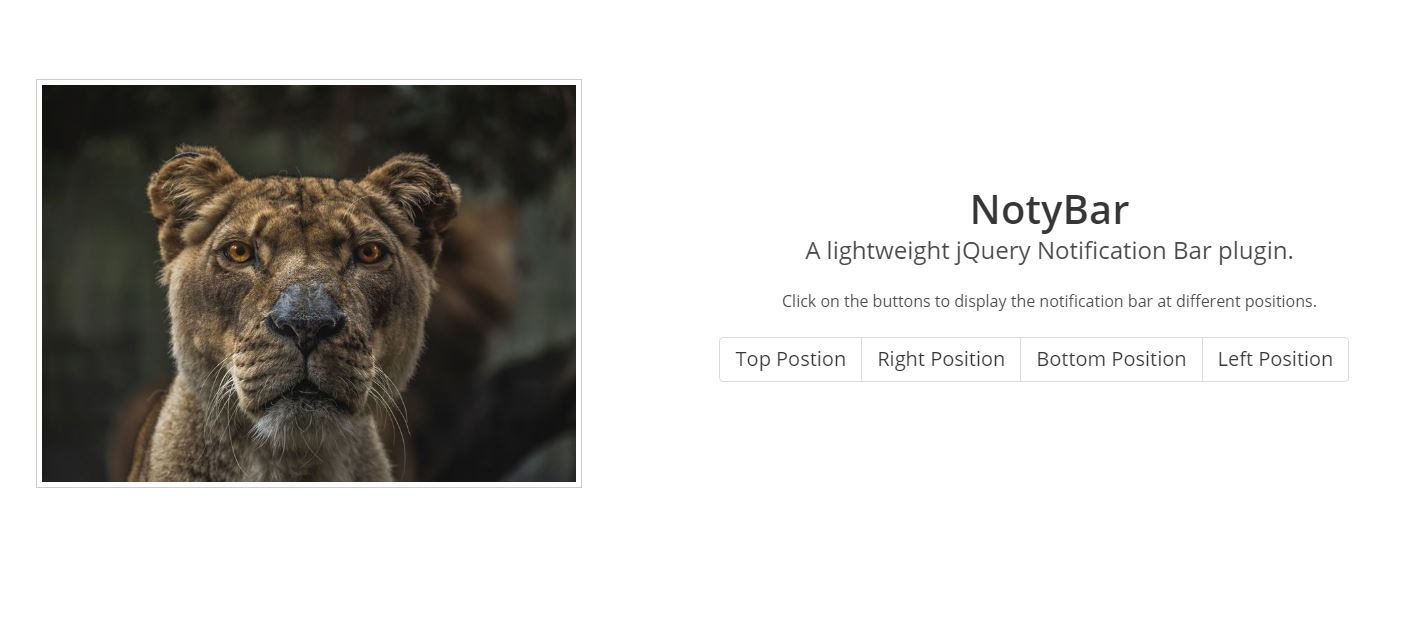 NotyBar
A lightweight jQuery Notification Bar plugin.
Click on the buttons to display the notification bar at different positions.
Top Postion Right Position Bottom Position Left Position